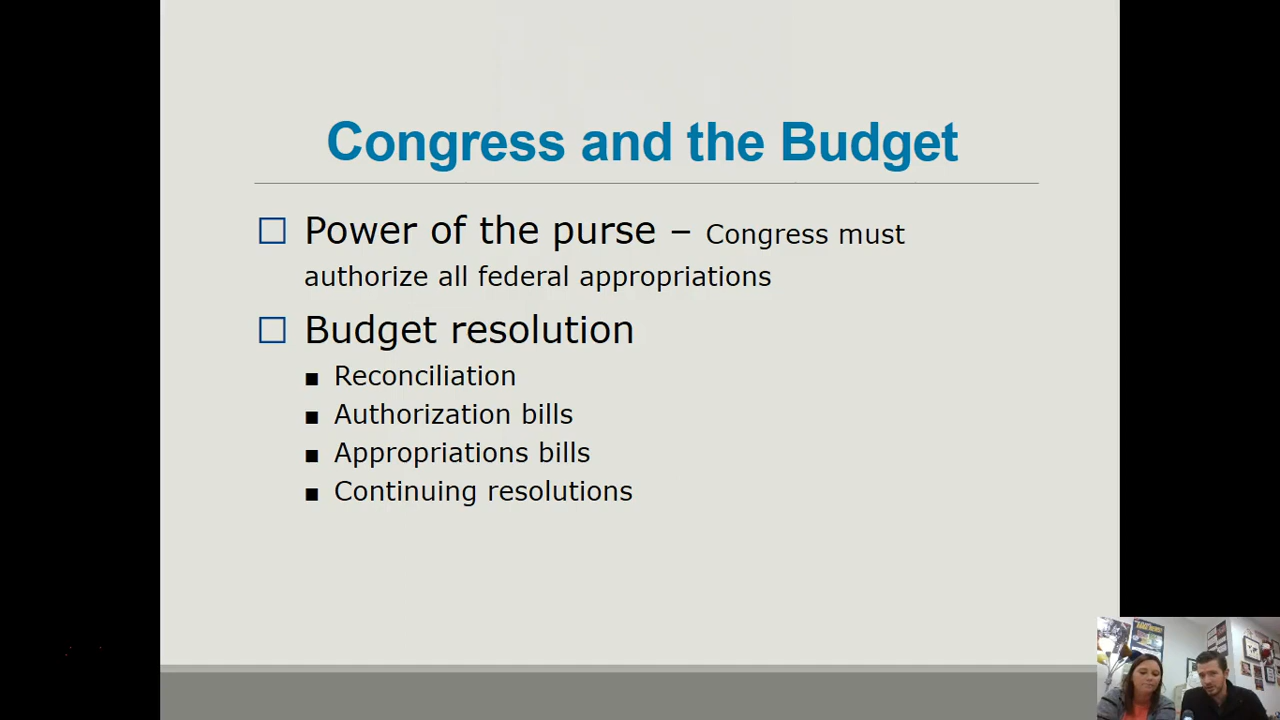 Congress and the Budget
Power of the purse – Congress must
authorize all federal appropriations
Budget resolution
Reconciliation
Authorization bills
Appropriations bills
Continuing resolutions